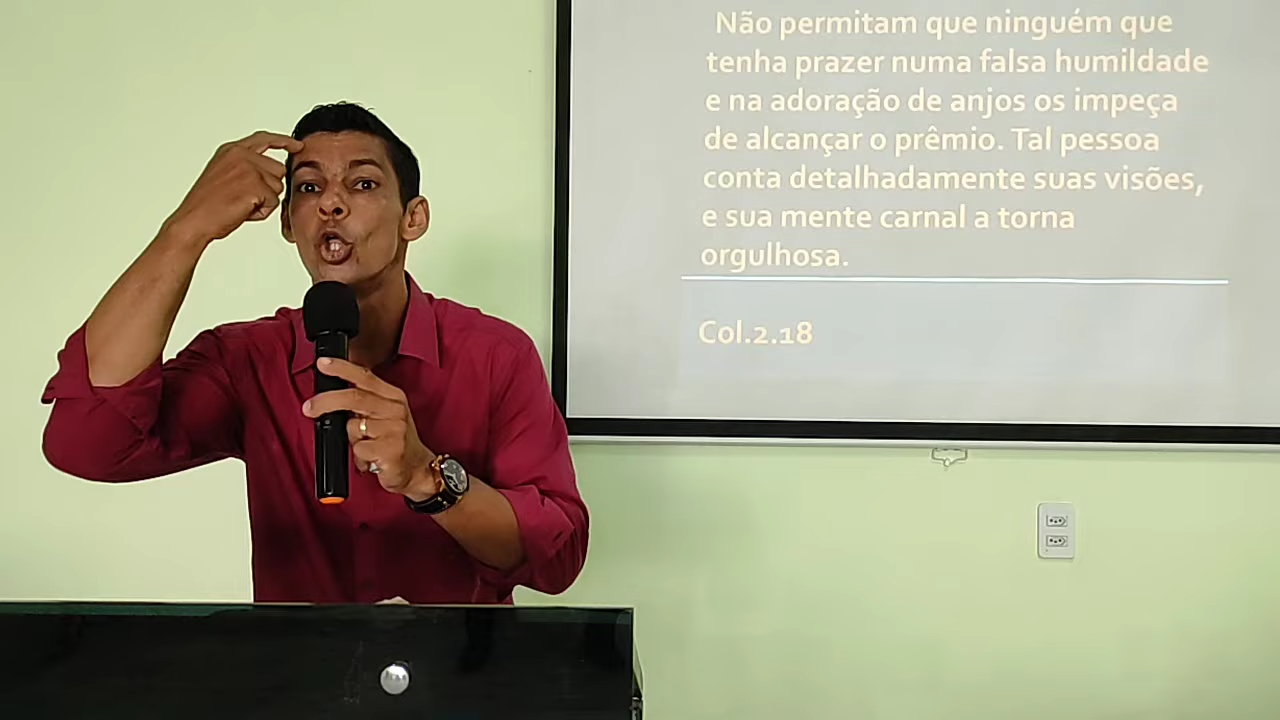 Não permitam que ninguém que
tenha prazer numa falsa humildade
e na adoração de anjos os impeça
de alcançar o prêmio. Tal pessoa
conta detalhadamente suas visões,
e sua mente carnal a torna
orgulhosa.
Col.2.18